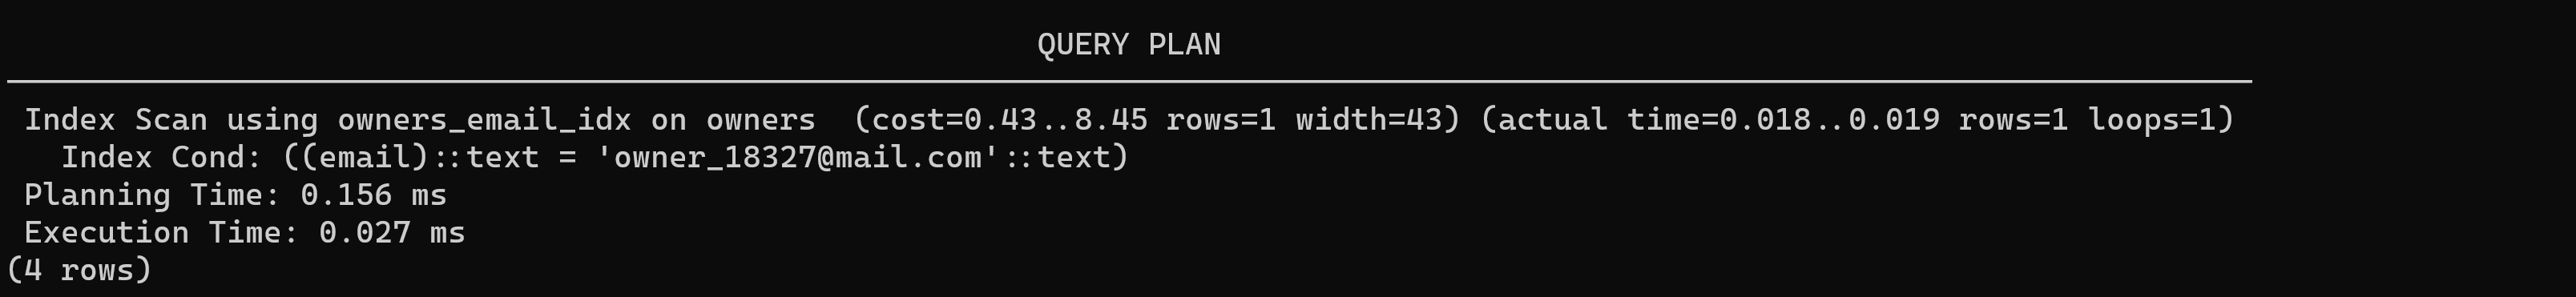 QUERY PLAN
Index Scan using owners_email_idx on owners  (cost=0.43..8.45 rows=1 width=43) (actual time=0.018..0.019 rows=1 loops=1)
Index Cond: ((email)::text = 'owner_18327@mail.com'::text)
Planning Time: 0.156 ms
Execution Time: 0.027 ms
(4 rows)